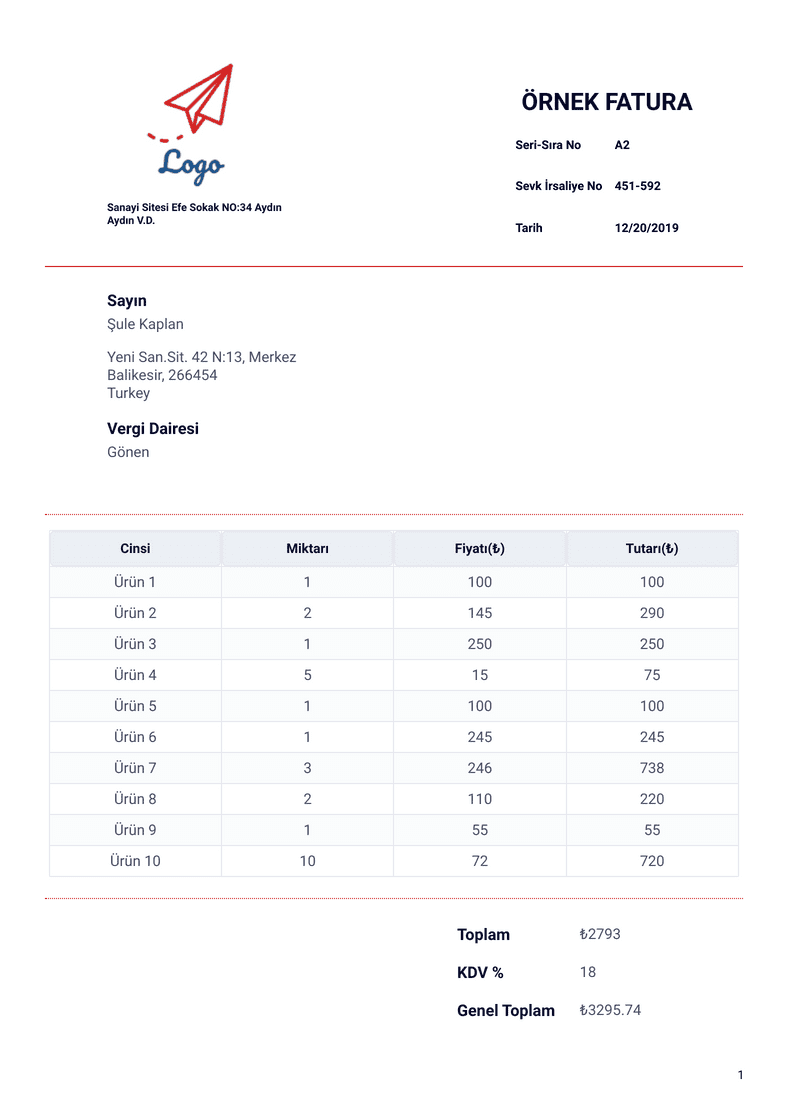 Logo
Sanayi Sitesi Efe Sokak NO:34 Aydın
Aydın V.D.
ÖRNEK FATURA
Seri-Sıra No A2
Sevk İrsaliye No 451-592
Tarih 12/20/2019
Sayın
Şule Kaplan
Yeni San.Sit. 42 N:13, Merkez
Balikesir, 266454
Turkey
Vergi Dairesi
Gönen
Cinsi Miktarı Fiyatı(₺) Tutarı(₺)
Ürün 1 1 100 100
Ürün 2 2 145 290
Ürün 3 1 250 250
Ürün 4 5 15 75
Ürün 5 1 100 100
Ürün 6 1 245 245
Ürün 7 3 246 738
Ürün 8 2 110 220
Ürün 9 1 55 55
Ürün 10 10 72 720
Toplam ₺2793
KDV % 18
Genel Toplam ₺3295.74
1